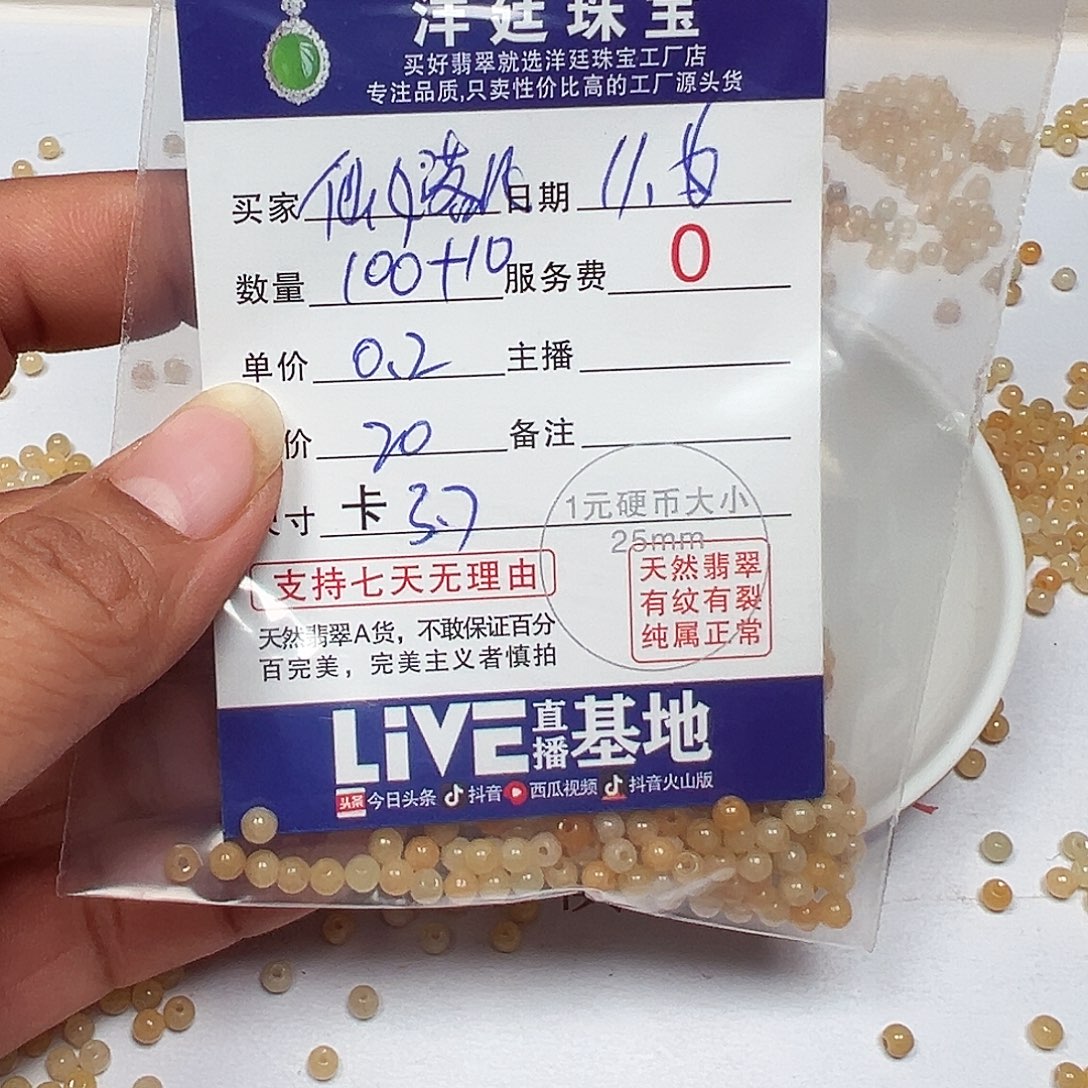 洋廷珠宝
买好翡翠就选洋廷珠宝工厂店
专注品质,只卖性价比高的工厂源头货
买家 日期 11.
数量 100+10 服务费 0
单价 0.2 主播
价 20 备注
寸 卡 3.7
1元硬币大小
25mm
支持七天无理由
天然翡翠
有纹有裂
纯属正常
天然翡翠A货，不敢保证百分
百完美，完美主义者慎拍
LiVE直播基地
头条 今日头条 抖音 西瓜视频 抖音火山版